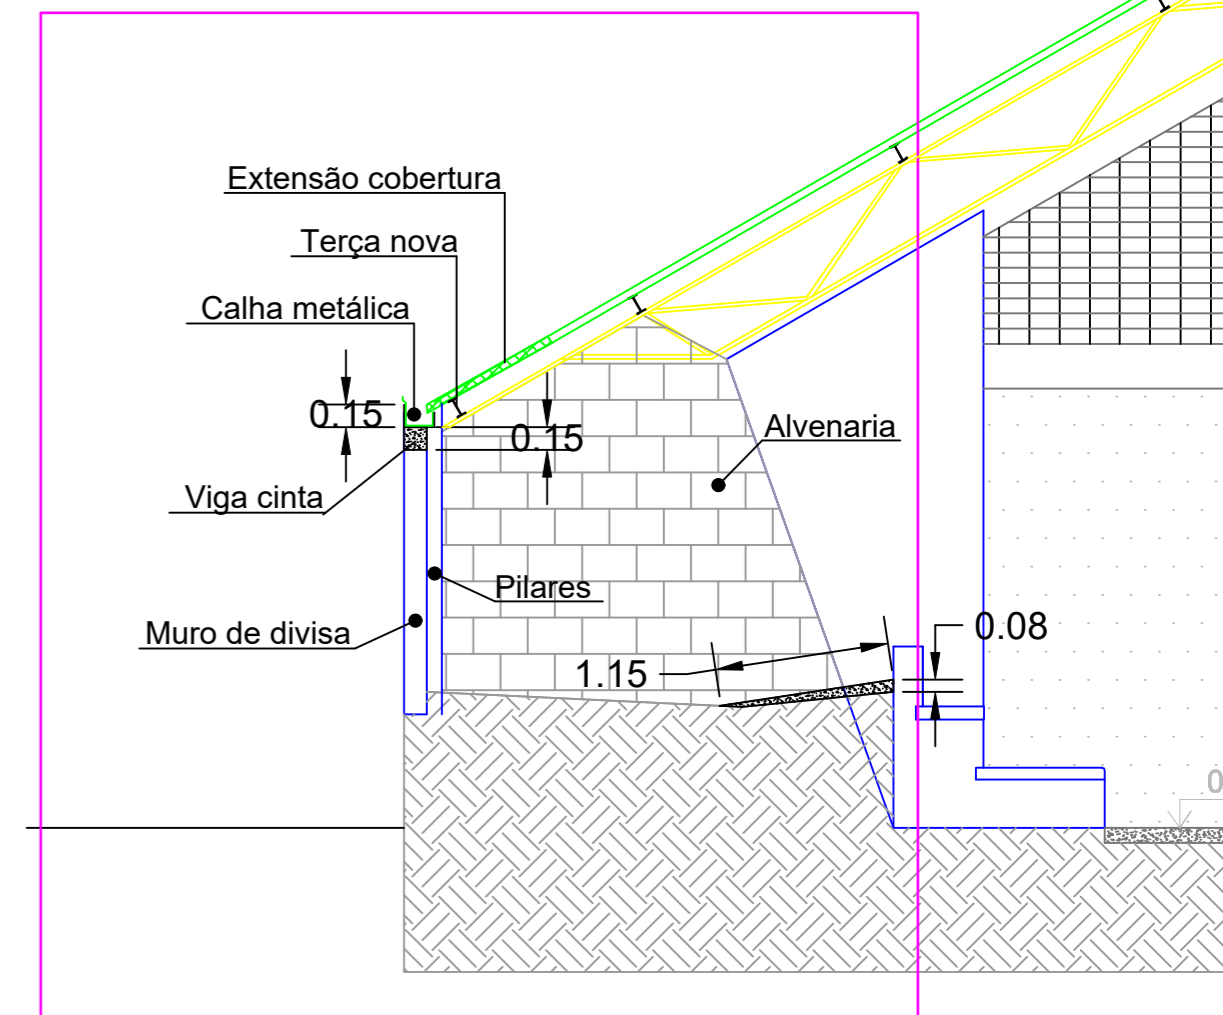 Extensão cobertura
Terça nova
Calha metálica
0.15
0.15
Alvenaria
Viga cinta
Pilares
Muro de divisa
0.08
1.15
0